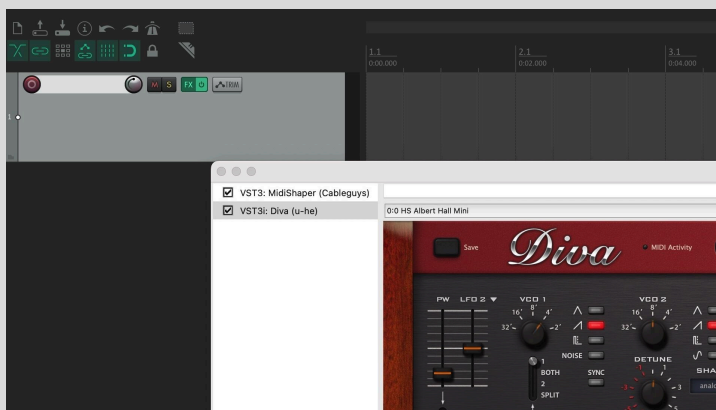 1.1
0:00.000
2.1
0:02.000
3.1
0:04.000
M S FX TRIM
1
VST3: MidiShaper (Cableguys)
VST3i: Diva (u-he)
0:0 HS Albert Hall Mini
Save
Diva
MIDI Activity
PW LFO 2
VCO 1
VCO 2
16' 8' 4'
32' 2'
16' 8' 4'
32' 2'
NOISE
1
BOTH
2
SPLIT
SYNC
DETUNE
-1 1
-3 3
SHA
analo